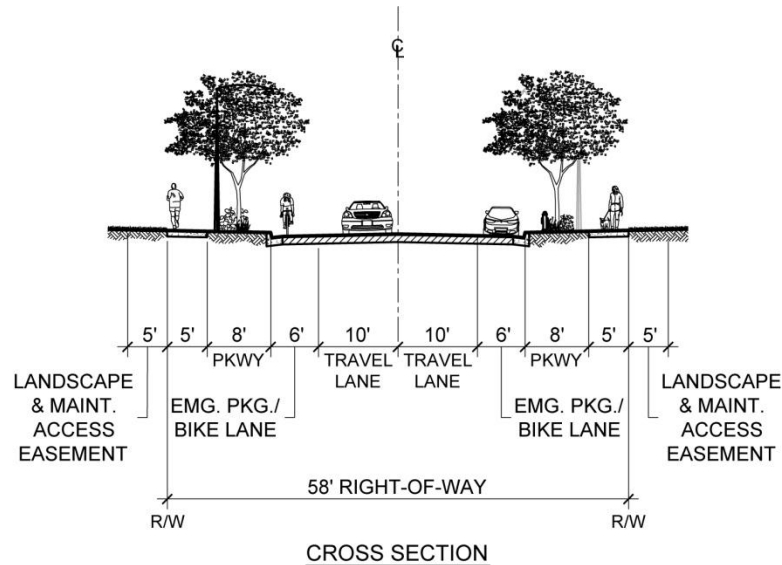 ℄
5' 5' 8' 6' 10' 10' 6' 8' 5' 5'
PKWY
TRAVEL
LANE
TRAVEL
LANE
PKWY
LANDSCAPE
& MAINT.
ACCESS
EASEMENT
EMG. PKG./
BIKE LANE
EMG. PKG./
BIKE LANE
LANDSCAPE
& MAINT.
ACCESS
EASEMENT
58' RIGHT-OF-WAY
R/W
R/W
CROSS SECTION